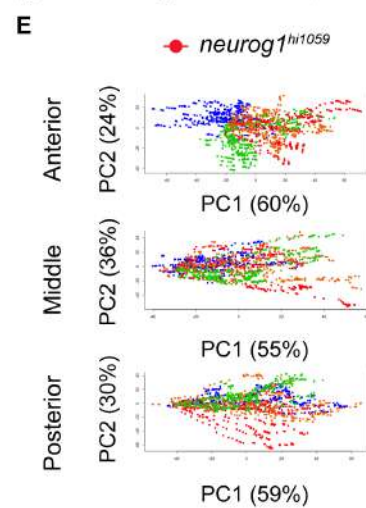 E
neurog1hi1059
Anterior
PC2 (24%)
PC1 (60%)
Middle
PC2 (36%)
PC1 (55%)
Posterior
PC2 (30%)
PC1 (59%)